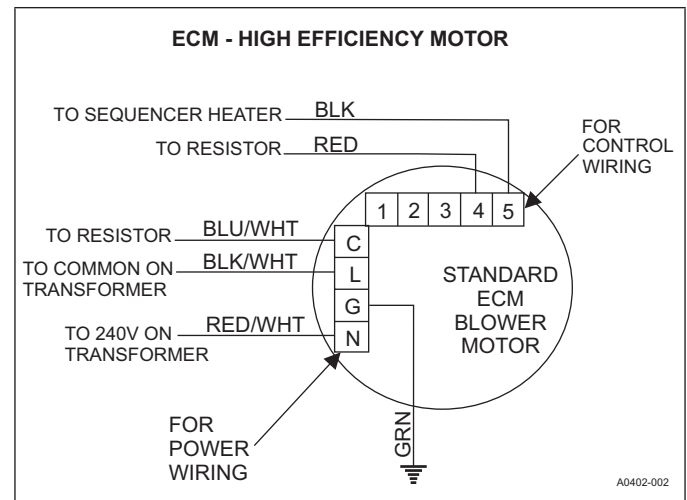 ECM - HIGH EFFICIENCY MOTOR
TO SEQUENCER HEATER BLK
TO RESISTOR RED
FOR
CONTROL
WIRING
1 2 3 4 5
TO RESISTOR BLU/WHT
C
TO COMMON ON
TRANSFORMER
BLK/WHT
L
G
TO 240V ON
TRANSFORMER
RED/WHT
N
STANDARD
ECM
BLOWER
MOTOR
FOR
POWER
WIRING
GRN
A0402-002